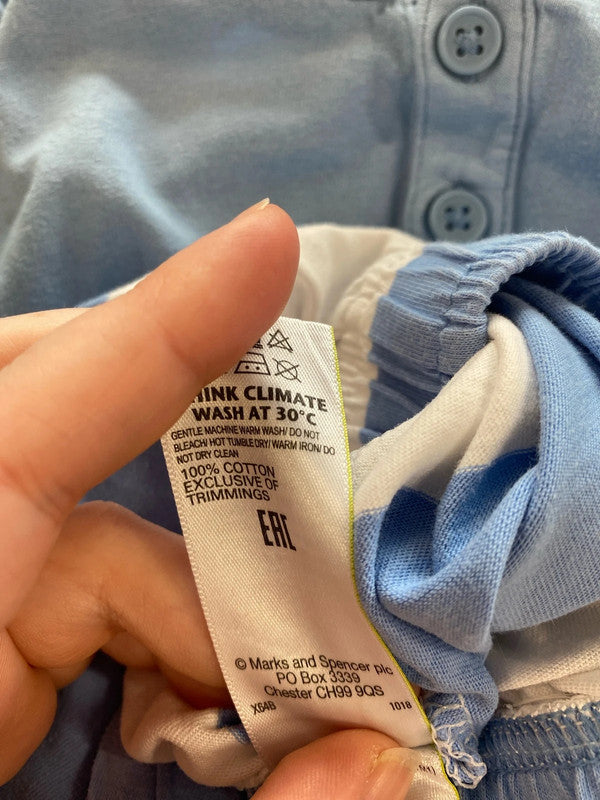 CLIMATE
WASH AT 30°C
GENTLE MACHINE WARM WASH/ DO NOT
BLEACH/ HOT TUMBLE DRY/ WARM IRON/ DO
NOT DRY CLEAN
100% COTTON
EXCLUSIVE OF
TRIMMINGS
EAC
© Marks and Spencer plc
PO Box 3339
Chester CH99 9QS
X64B 1018